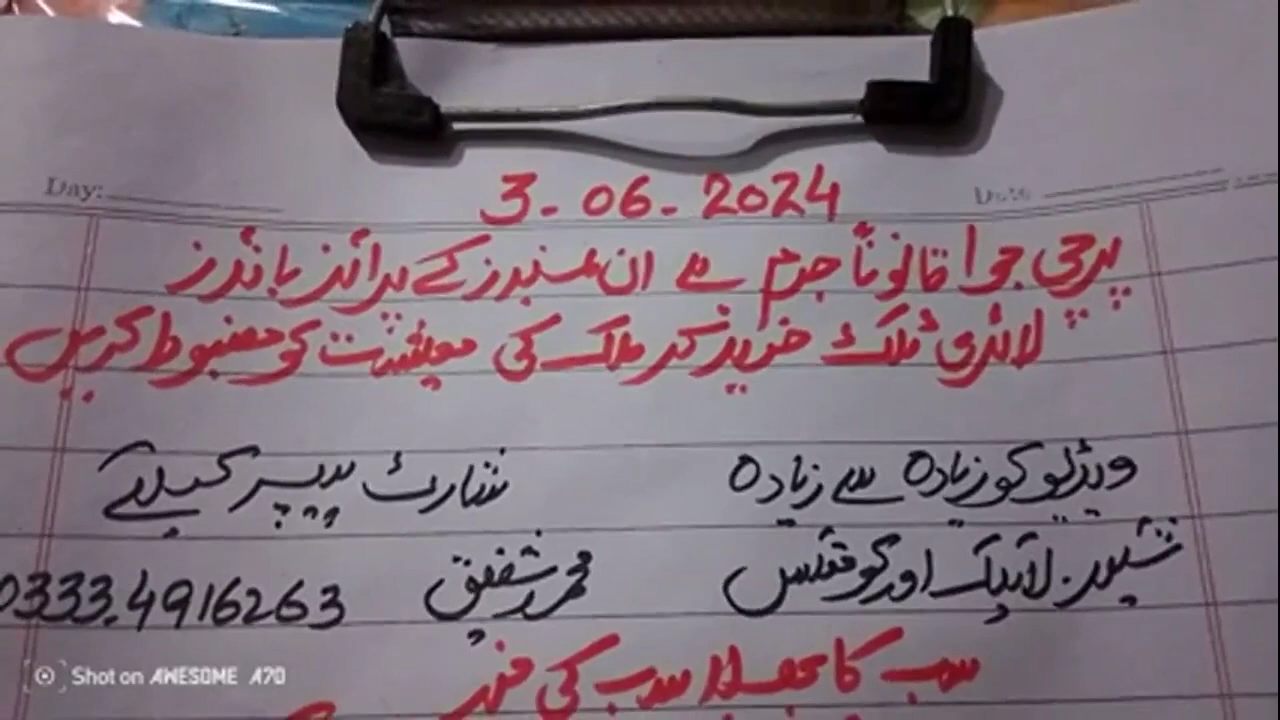 Day: Date
3-06-2024
پرچی جوا قانوناً جرم ہے ان نمبرز کے پرائز بانڈز
لاٹری ٹکٹ خرید کر ملک کی معیشت کو مضبوط کریں
ویڈیو کو زیادہ سے زیادہ
شیئر. لائیک اور کومنٹس
شارٹ پیپر کیلئے
محمد شفیق
0333.4916263
سب کا بھلا سب کی خیر
Shot on AWESOME A70